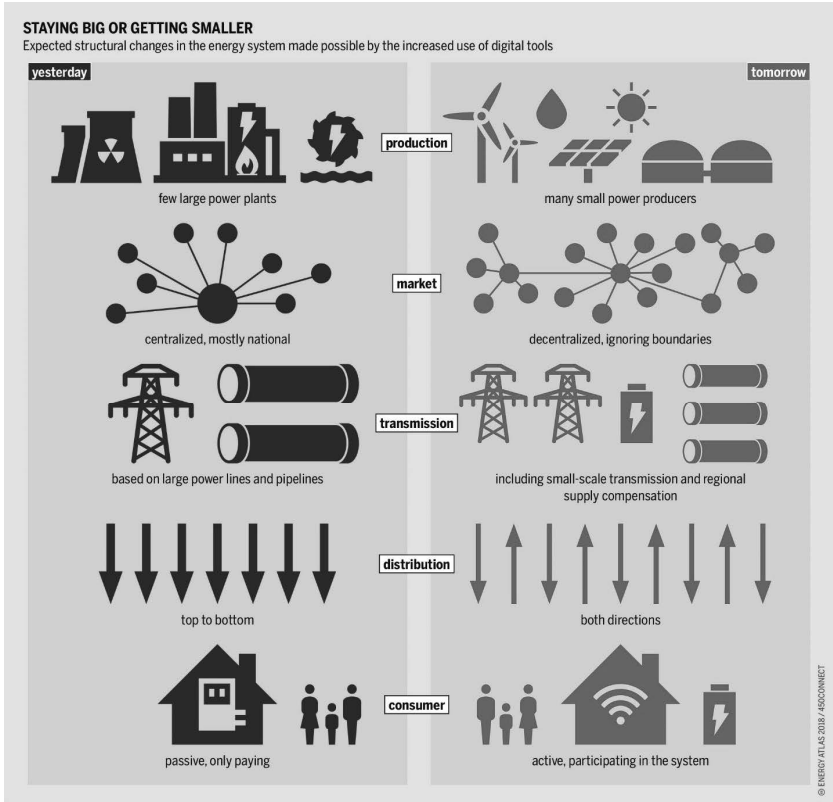 STAYING BIG OR GETTING SMALLER
Expected structural changes in the energy system made possible by the increased use of digital tools
yesterday
tomorrow
production
few large power plants
many small power producers
market
centralized, mostly national
decentralized, ignoring boundaries
transmission
based on large power lines and pipelines
including small-scale transmission and regional
supply compensation
distribution
top to bottom
both directions
consumer
passive, only paying
active, participating in the system
© ENERGY ATLAS 2018 / 450CONNECT